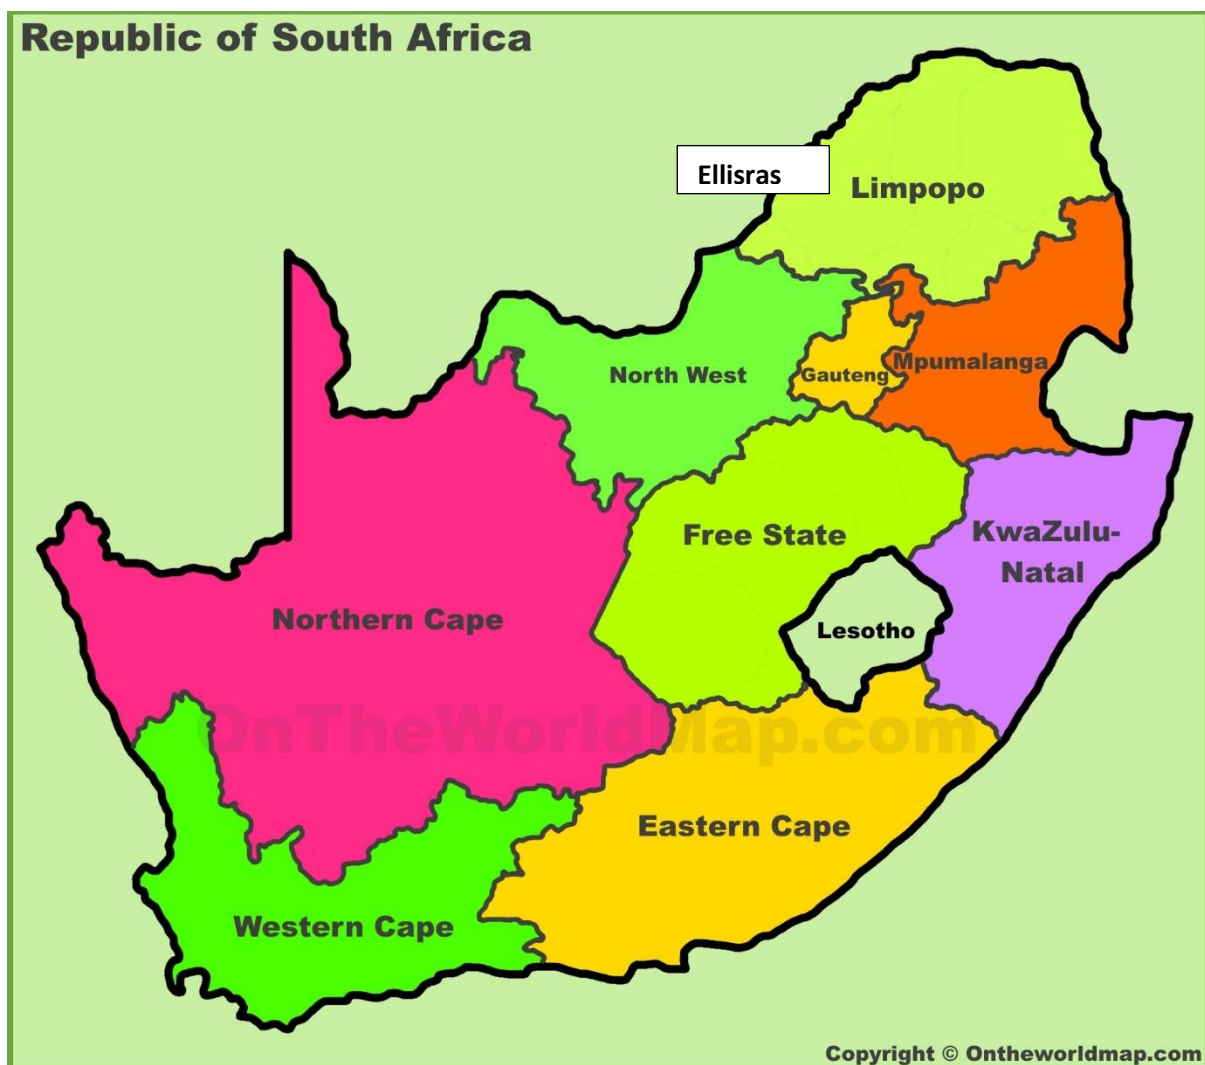 Republic of South Africa
Ellisras
Limpopo
North West
Gauteng
Mpumalanga
Free State
KwaZulu-
Natal
Northern Cape
Lesotho
OnTheWorldMap.com
Eastern Cape
Western Cape
Copyright © Ontheworldmap.com